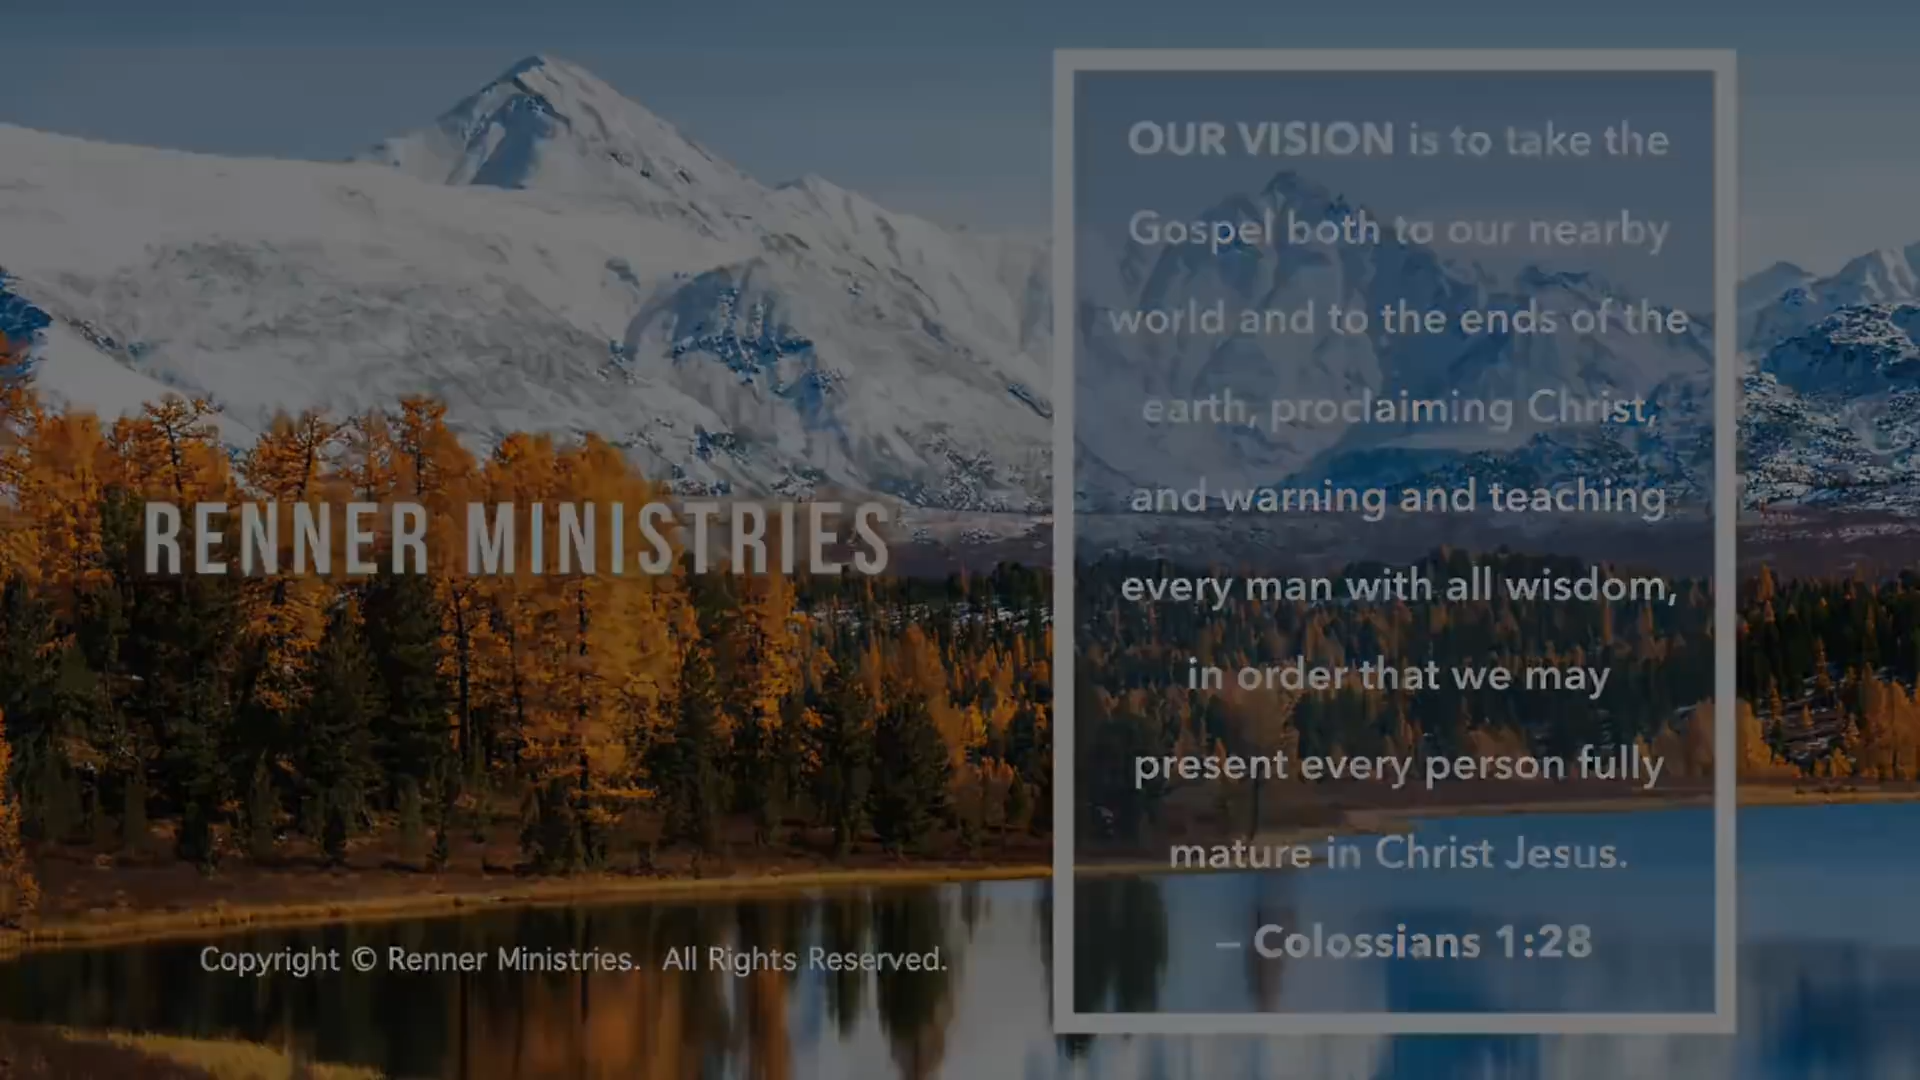 RENNER MINISTRIES
Copyright © Renner Ministries.  All Rights Reserved.
OUR VISION is to take the
Gospel both to our nearby
world and to the ends of the
earth, proclaiming Christ,
and warning and teaching
every man with all wisdom,
in order that we may
present every person fully
mature in Christ Jesus.
– Colossians 1:28